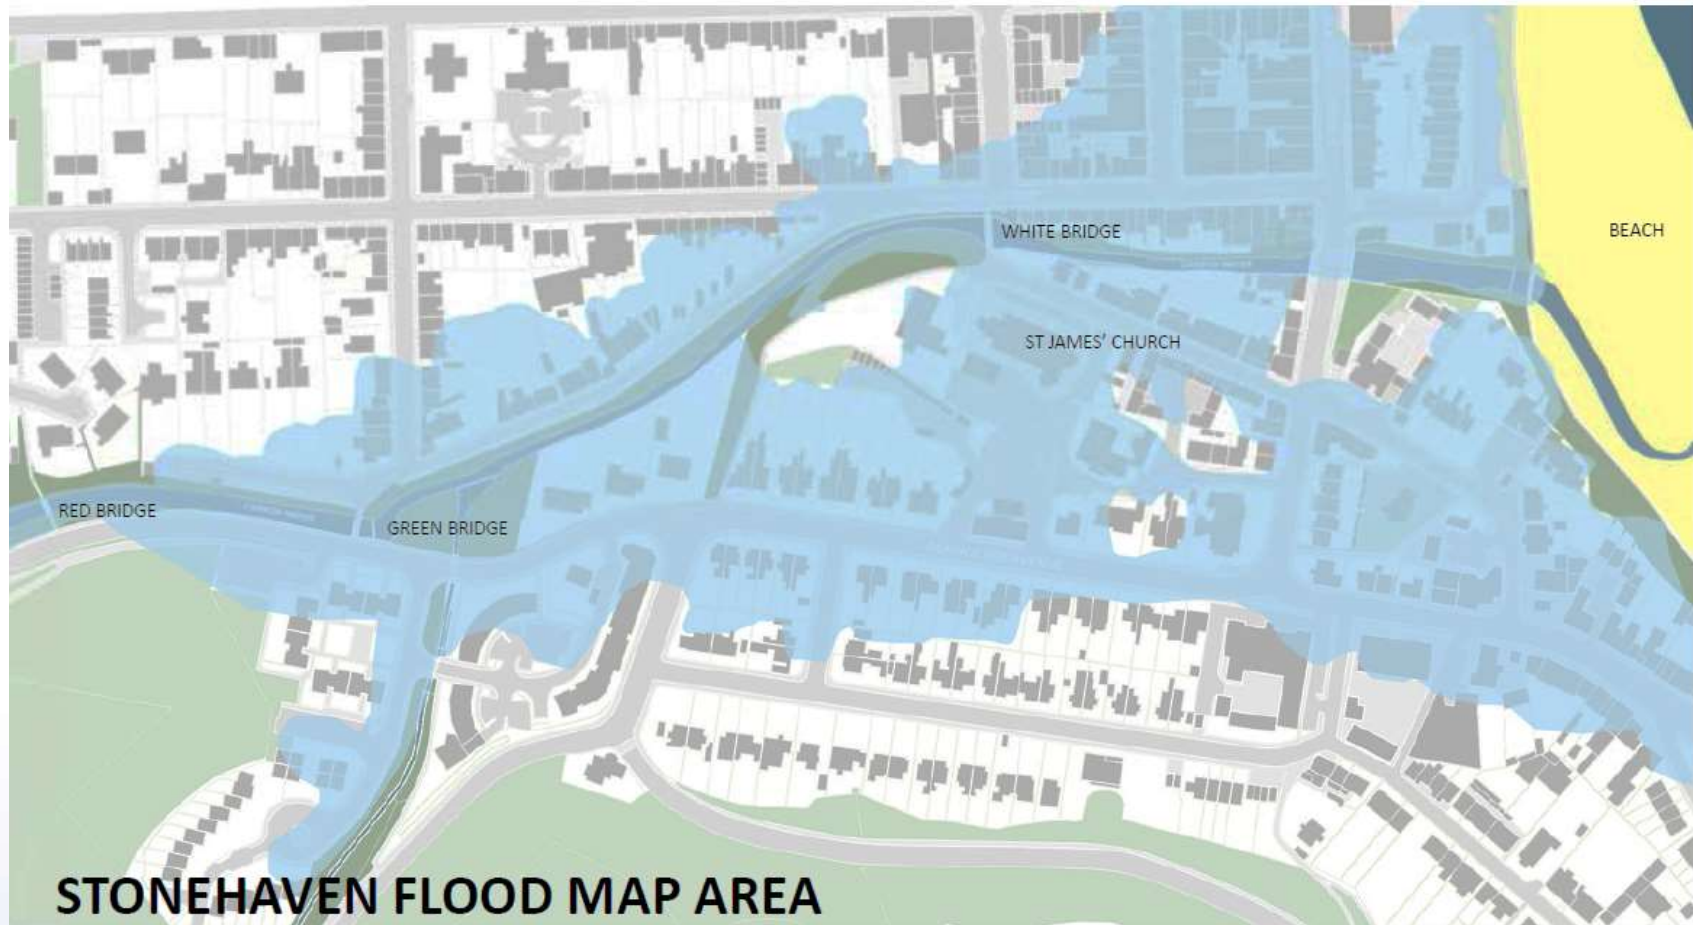 WHITE BRIDGE
BEACH
ST JAMES' CHURCH
RED BRIDGE
GREEN BRIDGE
STONEHAVEN FLOOD MAP AREA